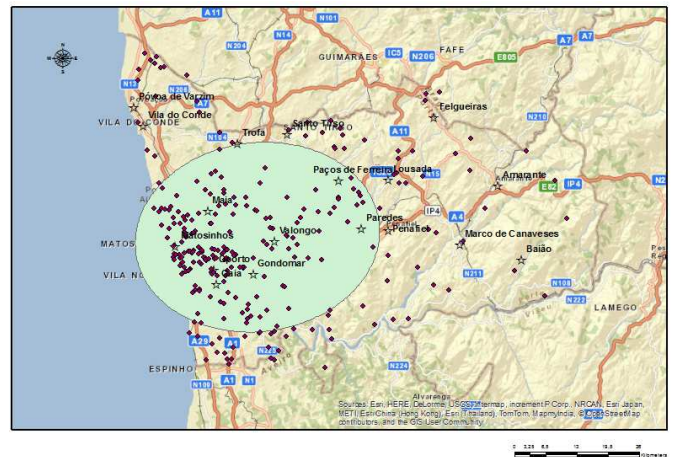 A11
N101
N14
GUIMARAES
IC5
N206
FAFE
E805
A7
A7
N204
N13
N206
A7
Póvoa de Varzim
Vila do Conde
VILA DO CONDE
N104
Trofa
Santo Tirso
A11
Felgueiras
N210
Paços de Ferreira
Lousada
N15
Amarante
E82
IP4
N2
Maia
Matosinhos
MATOS
Valongo
Paredes
Penafiel
IP4
A4
Marco de Canaveses
Baião
Porto
Gondomar
Gaia
VILA NO
N211
N108
N222
LAMEGO
A29
A1
ESPINHO
N223
N224
N109
A1
N1
Alvarenga
Sources: Esri, HERE, DeLorme, USGS, Intermap, increment P Corp., NRCAN, Esri Japan,
METI, Esri China (Hong Kong), Esri (Thailand), TomTom, MapmyIndia, © OpenStreetMap
contributors, and the GIS User Community
Kilometers